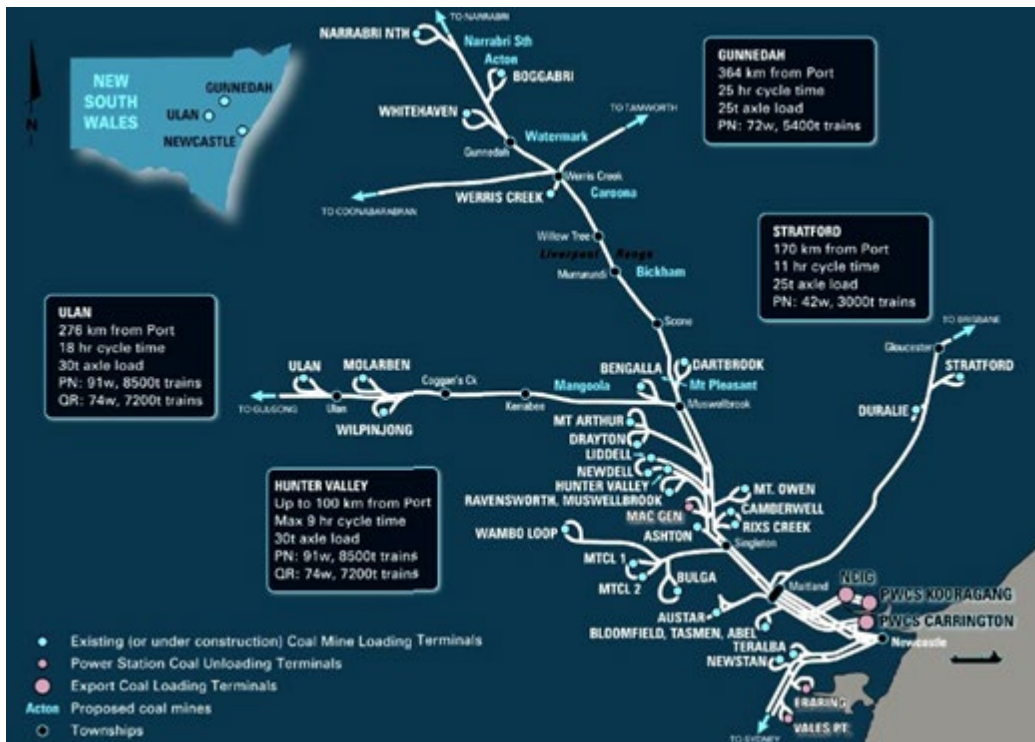 TO NARRABRI
NARRABRI NTH
Narrabri Sth
Acton
BOGGABRI
WHITEHAVEN
Gunnedah
Watermark
TO TAMWORTH
Werris Creek
WERRIS CREEK
Caroona
TO COONABARABRAN
Willow Tree
Liverpool Range
Murrurundi
Bickham
Scone
N
NEW
SOUTH
WALES
GUNNEDAH
ULAN
NEWCASTLE
GUNNEDAH
364 km from Port
25 hr cycle time
25t axle load
PN: 72w, 5400t trains
STRATFORD
170 km from Port
11 hr cycle time
25t axle load
PN: 42w, 3000t trains
ULAN
276 km from Port
18 hr cycle time
30t axle load
PN: 91w, 8500t trains
QR: 74w, 7200t trains
TO BRISBANE
Gloucester
STRATFORD
DURALIE
ULAN
MOLARBEN
TO GULGONG
Ulan
WILPINJONG
Coggan's Ck
Kerrabee
Mangoola
BENGALLA
DARTBROOK
Mt Pleasant
Muswellbrook
MT ARTHUR
DRAYTON
LIDDELL
NEWDELL
HUNTER VALLEY
RAVENSWORTH, MUSWELLBROOK
MAC GEN
ASHTON
MT. OWEN
CAMBERWELL
RIXS CREEK
Singleton
HUNTER VALLEY
Up to 100 km from Port
Max 9 hr cycle time
30t axle load
PN: 91w, 8500t trains
QR: 74w, 7200t trains
WAMBO LOOP
MTCL 1
MTCL 2
BULGA
Maitland
AUSTAR
BLOOMFIELD, TASMEN, ABEL
NCIG
PWCS KOORAGANG
PWCS CARRINGTON
Newcastle
TERALBA
NEWSTAN
ERARING
VALES PT
TO SYDNEY
Existing (or under construction) Coal Mine Loading Terminals
Power Station Coal Unloading Terminals
Export Coal Loading Terminals
Acton Proposed coal mines
Townships